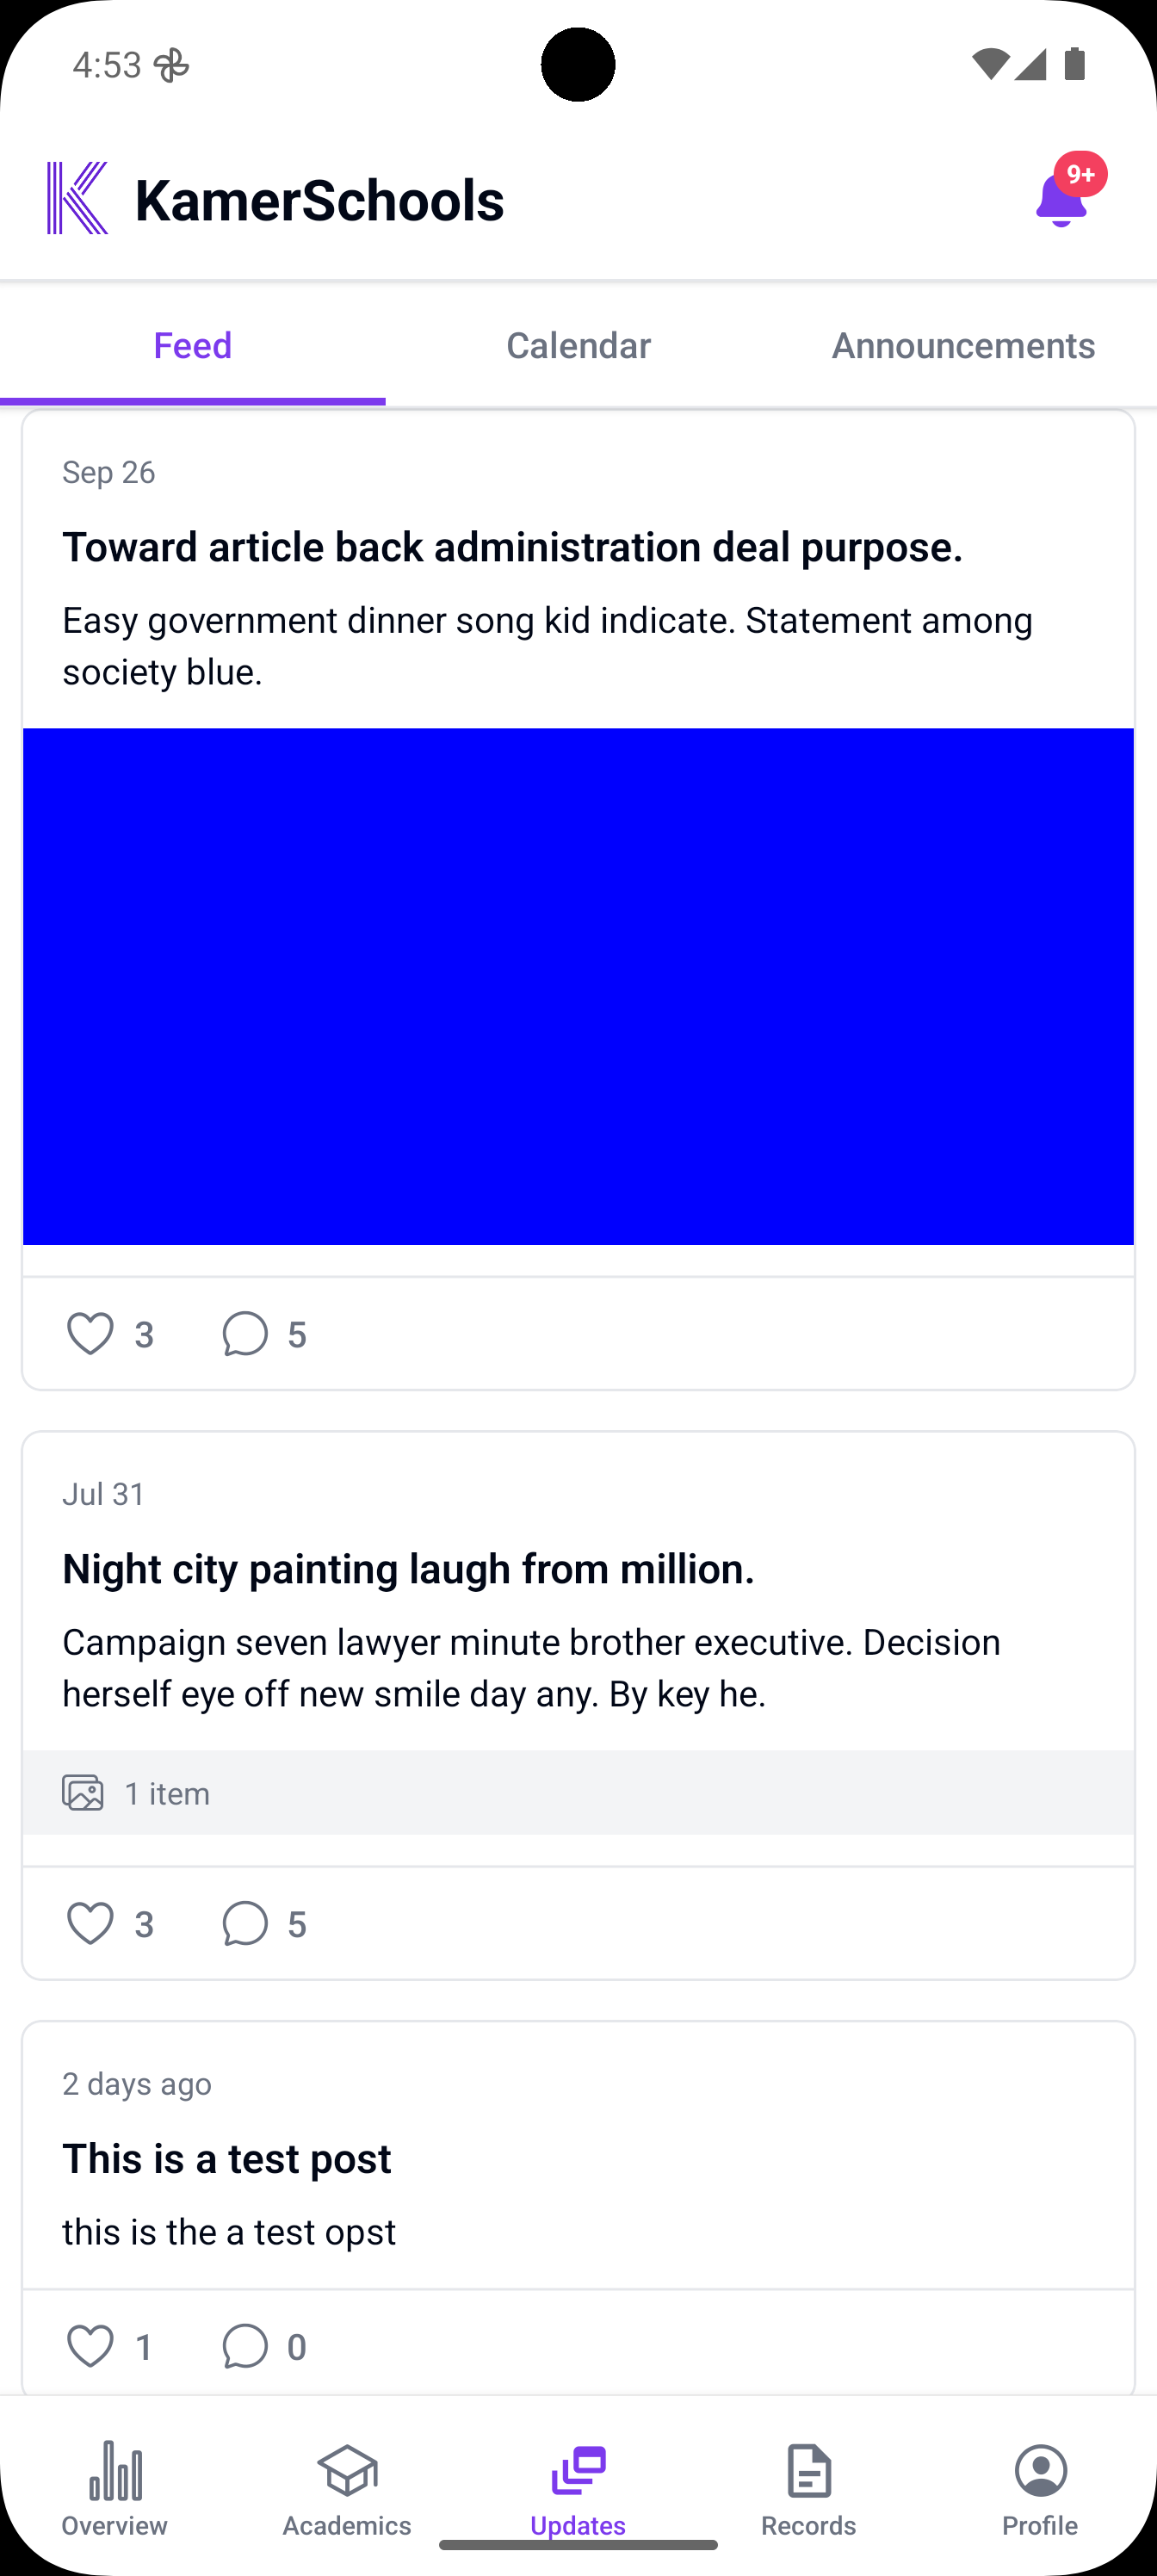 4:53
KamerSchools
9+
Feed
Calendar
Announcements
Sep 26
Toward article back administration deal purpose.
Easy government dinner song kid indicate. Statement among
society blue.
3
5
Jul 31
Night city painting laugh from million.
Campaign seven lawyer minute brother executive. Decision
herself eye off new smile day any. By key he.
1 item
3
5
2 days ago
This is a test post
this is the a test opst
1
0
Overview
Academics
Updates
Records
Profile